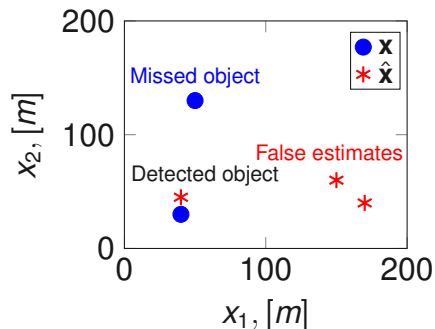 200
x
Missed object
x̂
x₂, [m]
100
False estimates
Detected object
0
0
100
200
x₁, [m]